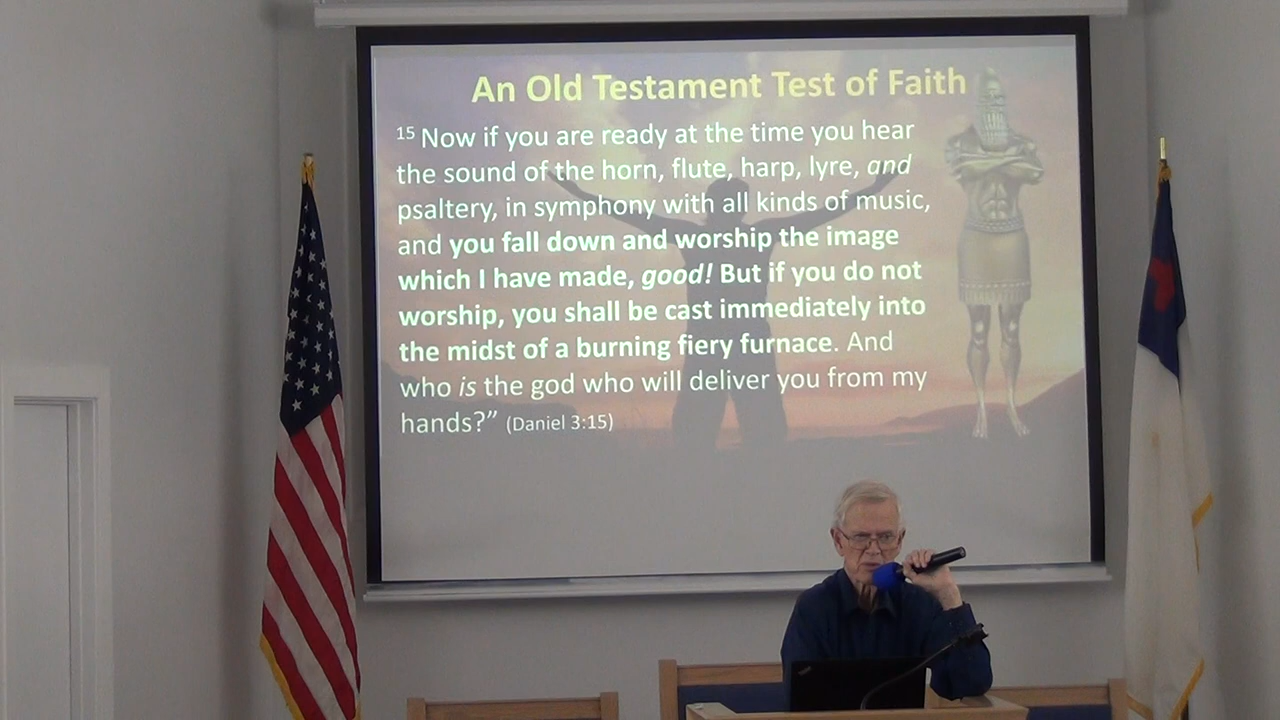 An Old Testament Test of Faith
15 Now if you are ready at the time you hear
the sound of the horn, flute, harp, lyre, and
psaltery, in symphony with all kinds of music,
and you fall down and worship the image
which I have made, good! But if you do not
worship, you shall be cast immediately into
the midst of a burning fiery furnace. And
who is the god who will deliver you from my
hands?” (Daniel 3:15)